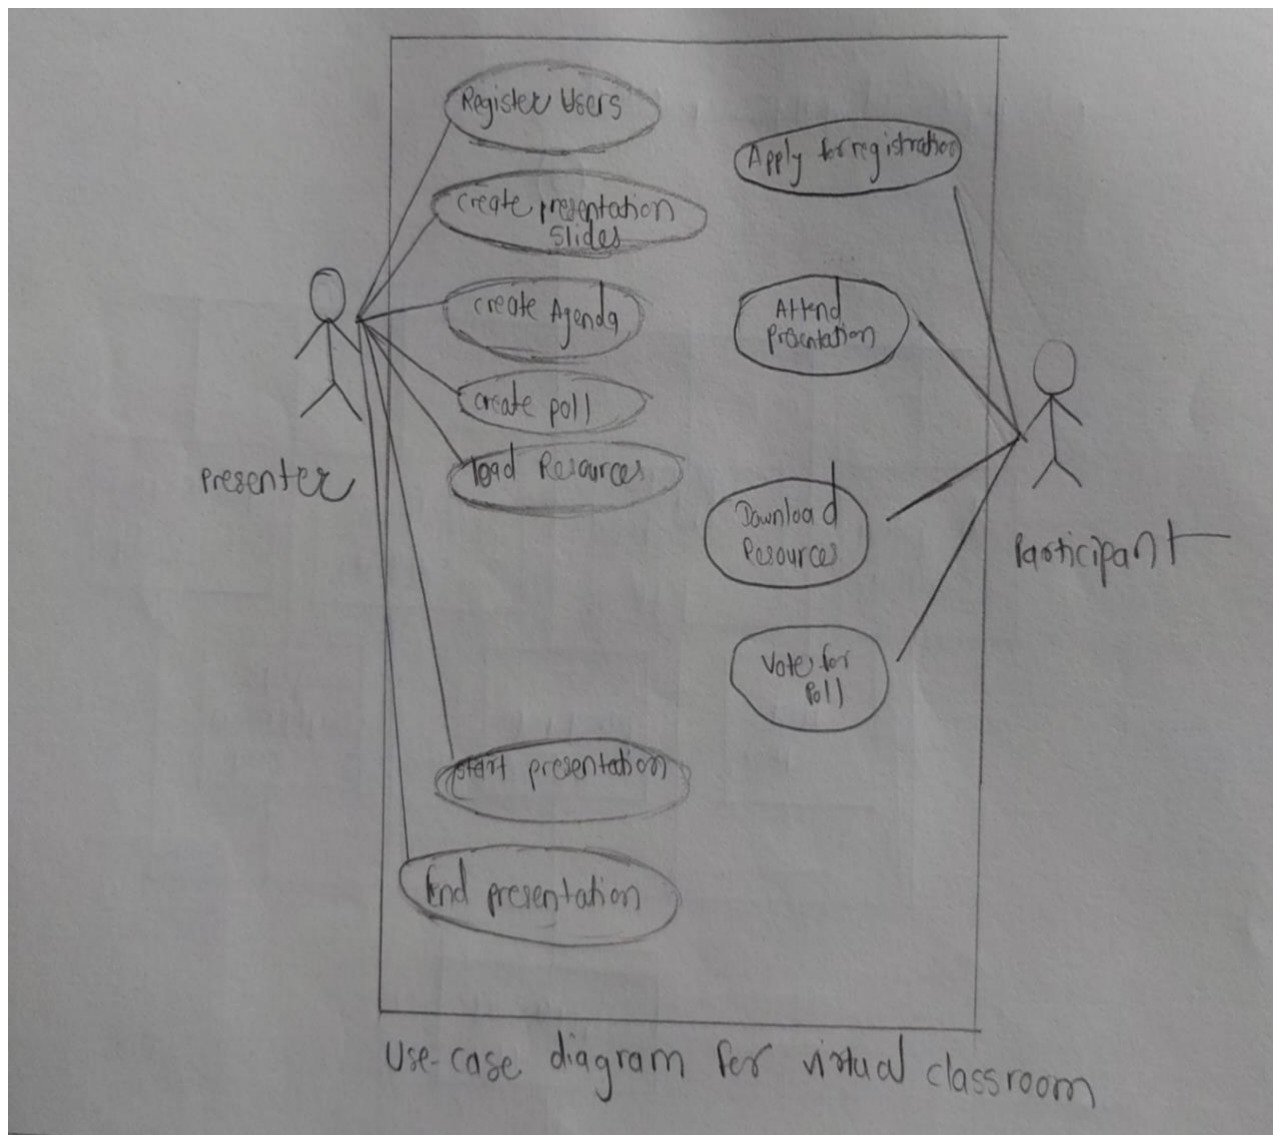 Register Users
Apply for registration
create presentation
Slides
create Agenda
Attend
Presentation
create poll
load Resources
presenter
Download
Resources
Participant
Vote for
Poll
start presentation
End presentation
Use-case diagram for virtual classroom